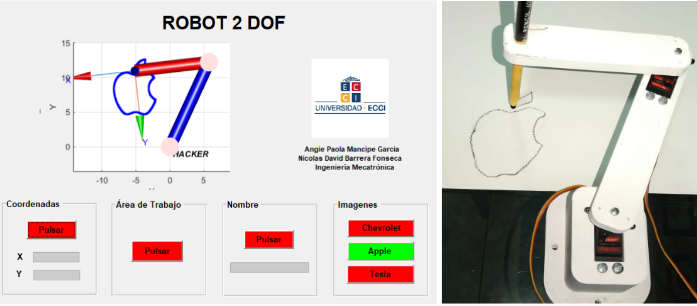 ROBOT 2 DOF
15
10
5
0
Y
X
Y
-10
-5
0
5
HACKER
E C
C I
UNIVERSIDAD - ECCI
Angie Paola Mancipe Garcia
Nicolas David Barrera Fonseca
Ingenieria Mecatrónica
Coordenadas
Pulsar
X
Y
Área de Trabajo
Pulsar
Nombre
Pulsar
Imagenes
Chevrolet
Apple
Tesla